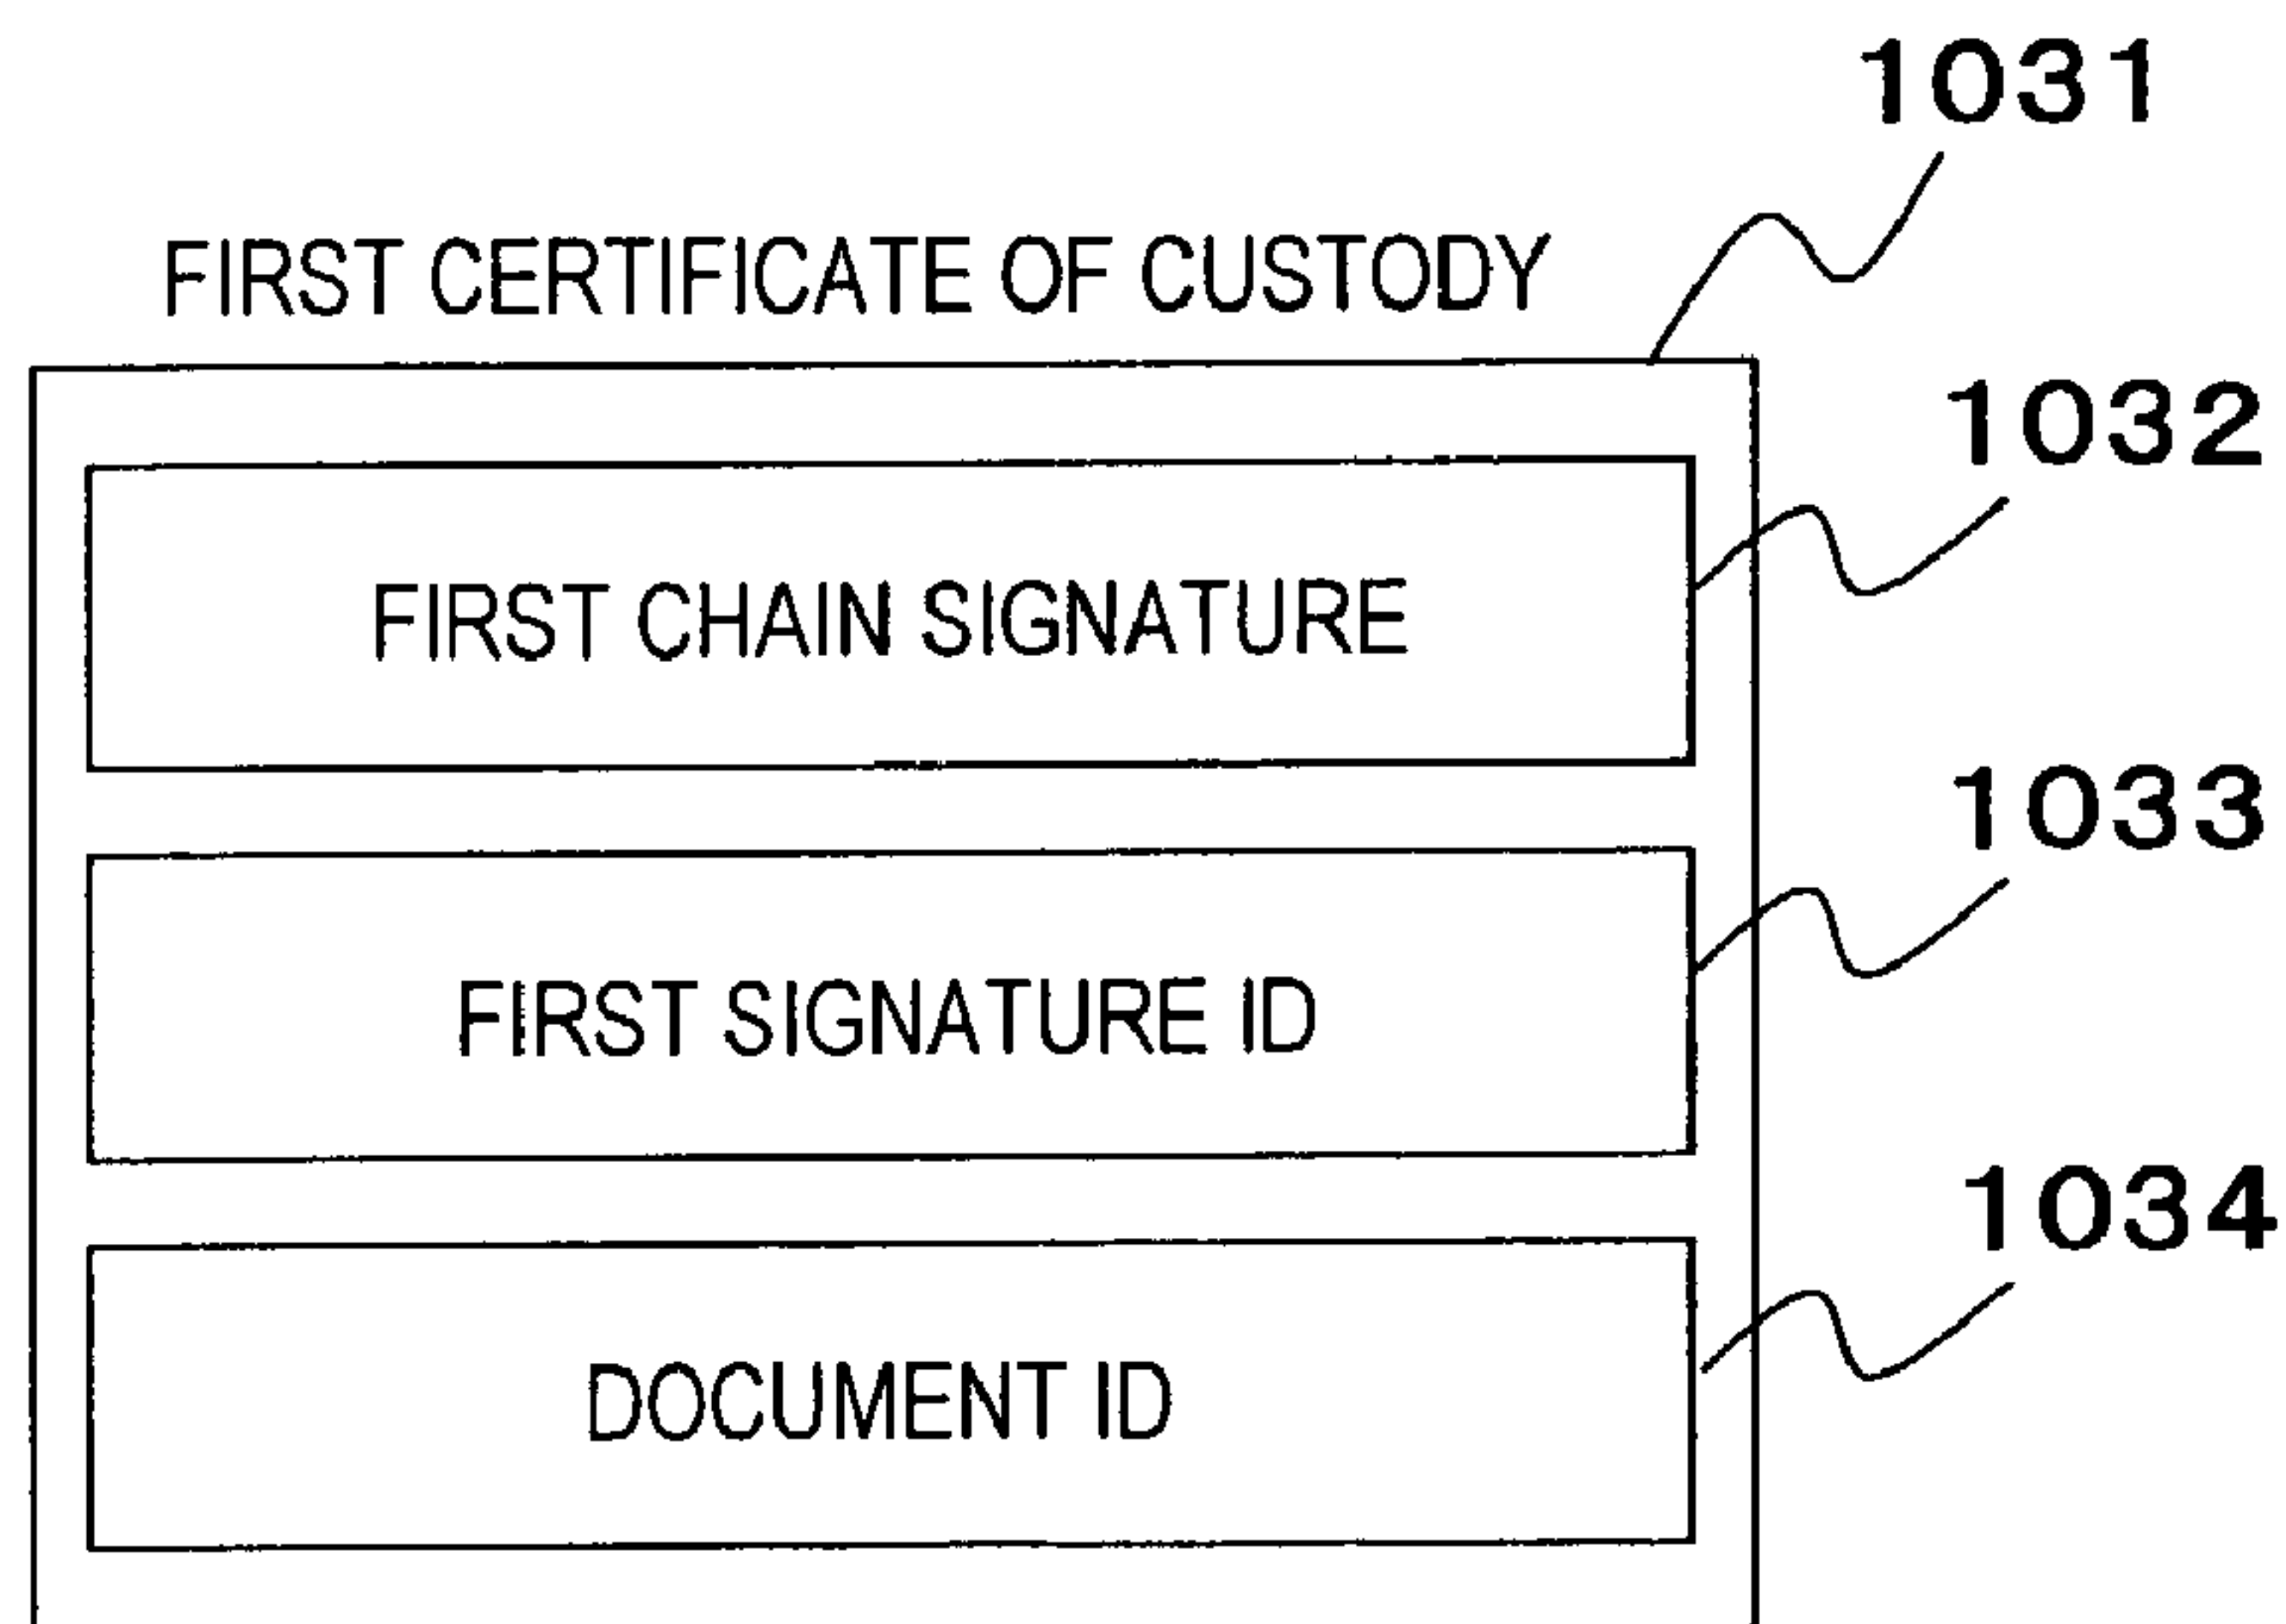 1031
FIRST CERTIFICATE OF CUSTODY
1032
FIRST CHAIN SIGNATURE
1033
FIRST SIGNATURE ID
1034
DOCUMENT ID